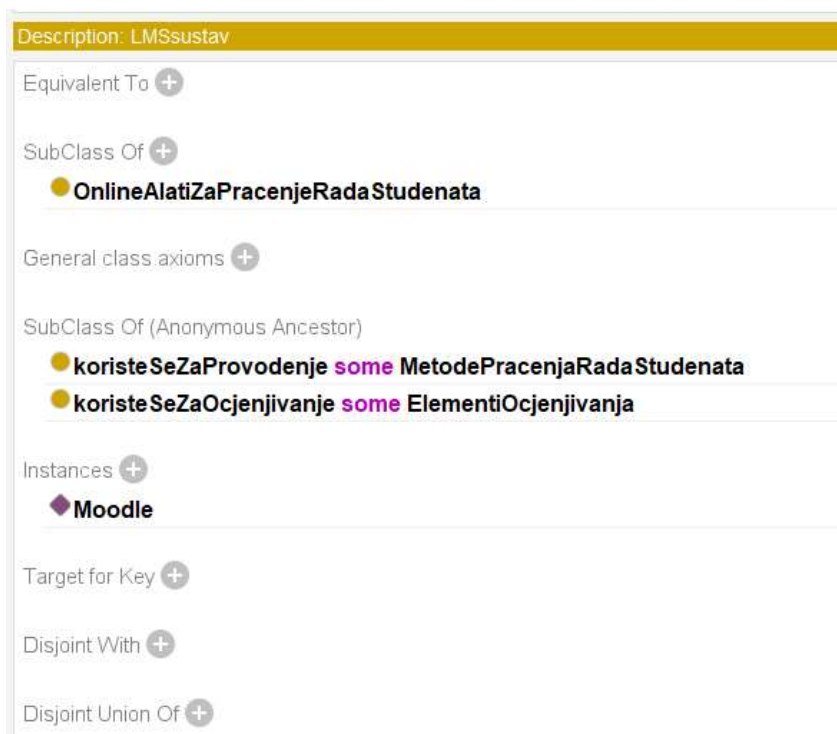 Description: LMSsustav
Equivalent To
SubClass Of
OnlineAlatiZaPracenjeRadaStudenata
General class axioms
SubClass Of (Anonymous Ancestor)
koristeSeZaProvodenje some MetodePracenjaRadaStudenata
koristeSeZaOcjenjivanje some ElementiOcjenjivanja
Instances
Moodle
Target for Key
Disjoint With
Disjoint Union Of